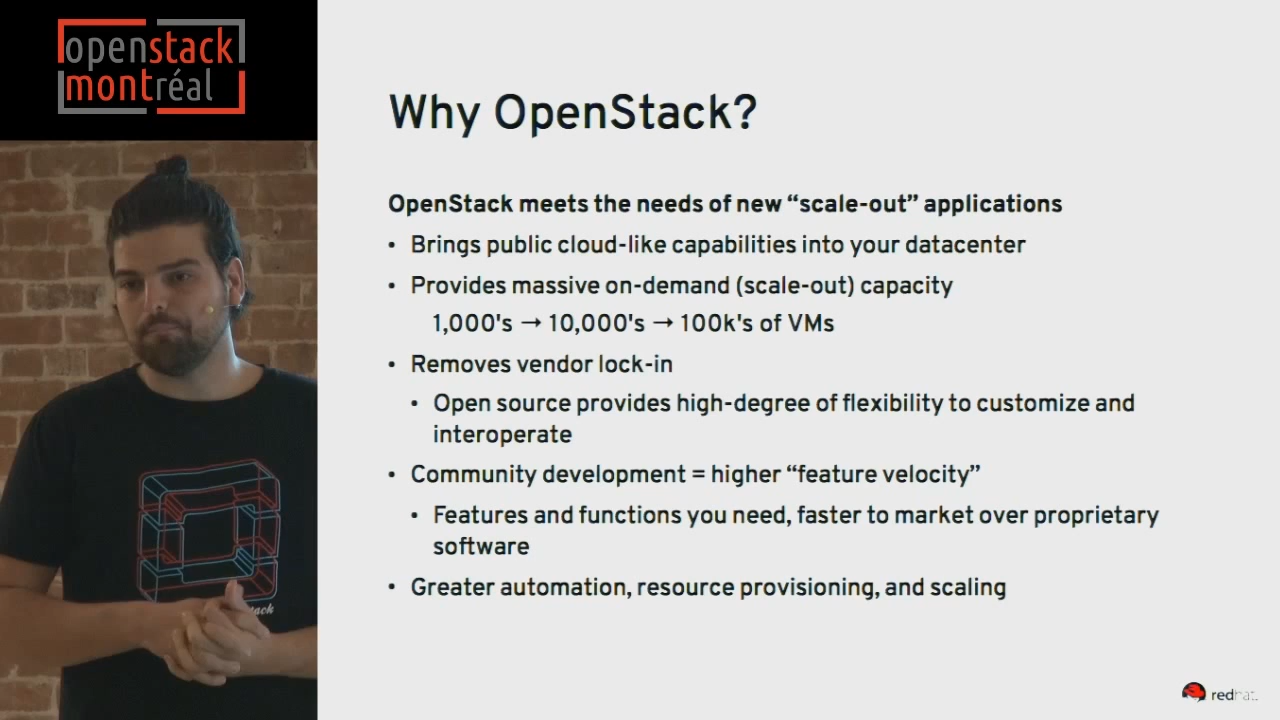 openstack
montréal
Why OpenStack?
OpenStack meets the needs of new “scale-out” applications
• Brings public cloud-like capabilities into your datacenter
• Provides massive on-demand (scale-out) capacity
1,000's → 10,000's → 100k's of VMs
• Removes vendor lock-in
• Open source provides high-degree of flexibility to customize and
interoperate
• Community development = higher “feature velocity”
• Features and functions you need, faster to market over proprietary
software
• Greater automation, resource provisioning, and scaling
redhat.